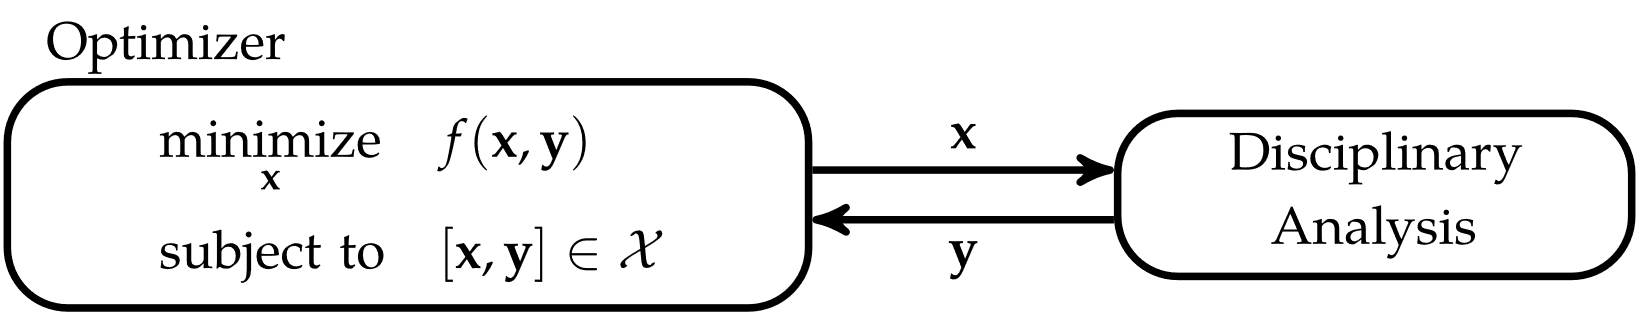 Optimizer
minimize f(x, y)
x
subject to [x, y] ∈ 𝒳
x
y
Disciplinary
Analysis